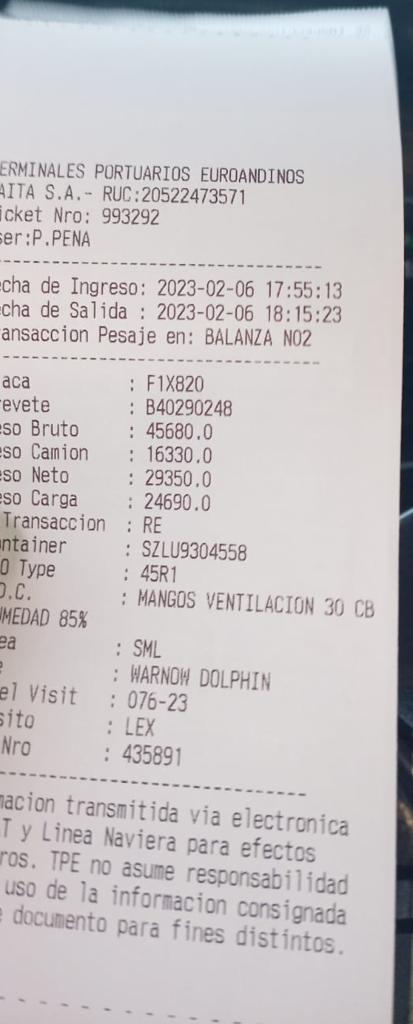 ERMINALES PORTUARIOS EUROANDINOS
AITA S.A.- RUC:20522473571
icket Nro: 993292
ser:P.PENA
echa de Ingreso: 2023-02-06 17:55:13
echa de Salida : 2023-02-06 18:15:23
ransaccion Pesaje en: BALANZA NO2
aca : F1X820
revete : B40290248
eso Bruto : 45680.0
eso Camion : 16330.0
eso Neto : 29350.0
eso Carga : 24690.0
Transaccion : RE
ntainer : SZLU9304558
O Type : 45R1
O.C. : MANGOS VENTILACION 30 CB
UMEDAD 85%
ea : SML
e : WARNOW DOLPHIN
el Visit : 076-23
sito : LEX
Nro : 435891
macion transmitida via electronica
T y Linea Naviera para efectos
ros. TPE no asume responsabilidad
uso de la informacion consignada
e documento para fines distintos.